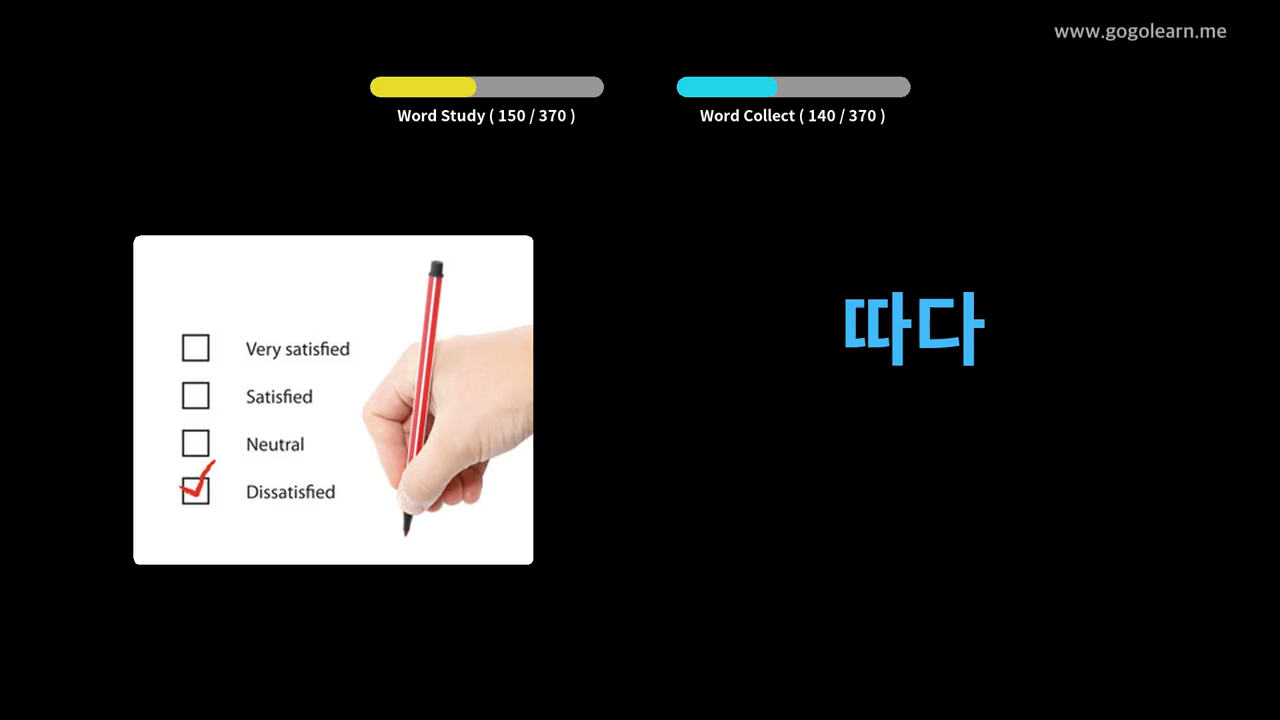 www.gogolearn.me
Word Study ( 150 / 370 )
Word Collect ( 140 / 370 )
Very satisfied
Satisfied
Neutral
Dissatisfied
따다